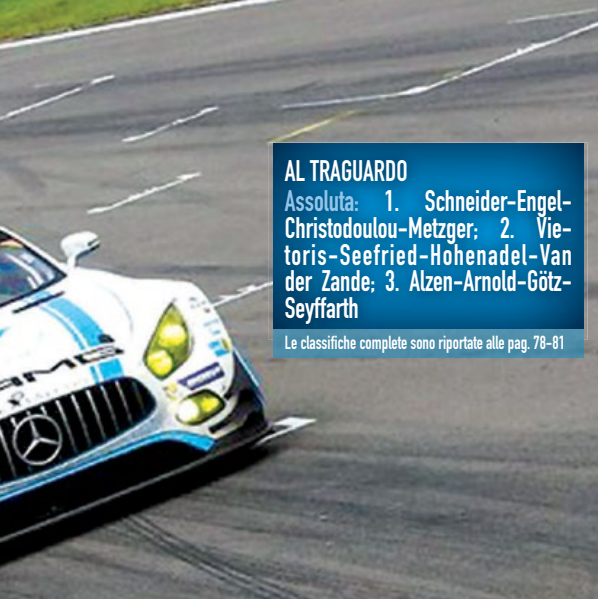 AL TRAGUARDO
Assoluta: 1. Schneider-Engel-
Christodoulou-Metzger; 2. Vie-
toris-Seefried-Hohenadel-Van
der Zande; 3. Alzen-Arnold-Götz-
Seyffarth
Le classifiche complete sono riportate alle pag. 78-81
AMG